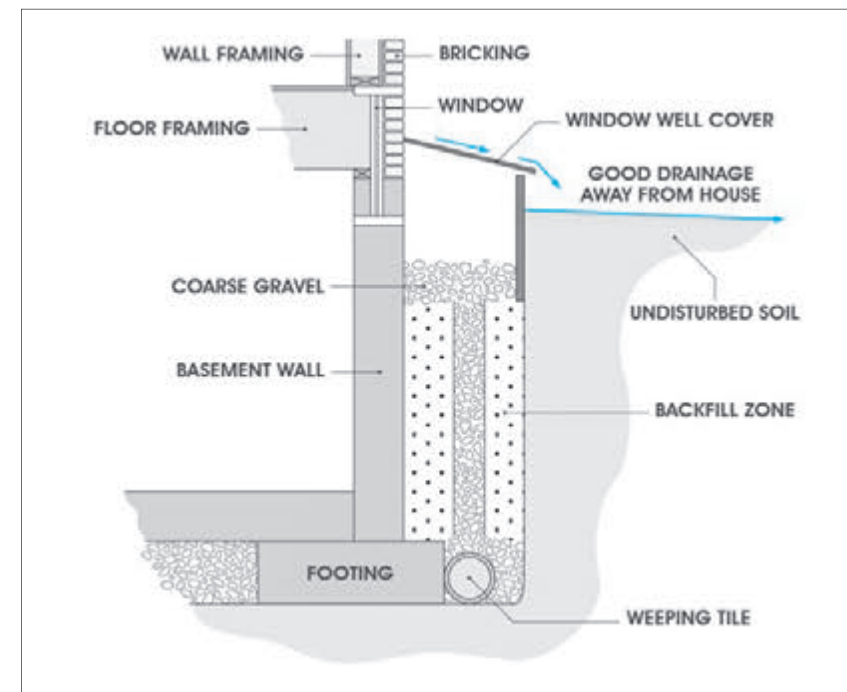 WALL FRAMING
BRICKING
WINDOW
FLOOR FRAMING
WINDOW WELL COVER
GOOD DRAINAGE
AWAY FROM HOUSE
COARSE GRAVEL
UNDISTURBED SOIL
BASEMENT WALL
BACKFILL ZONE
FOOTING
WEEPING TILE